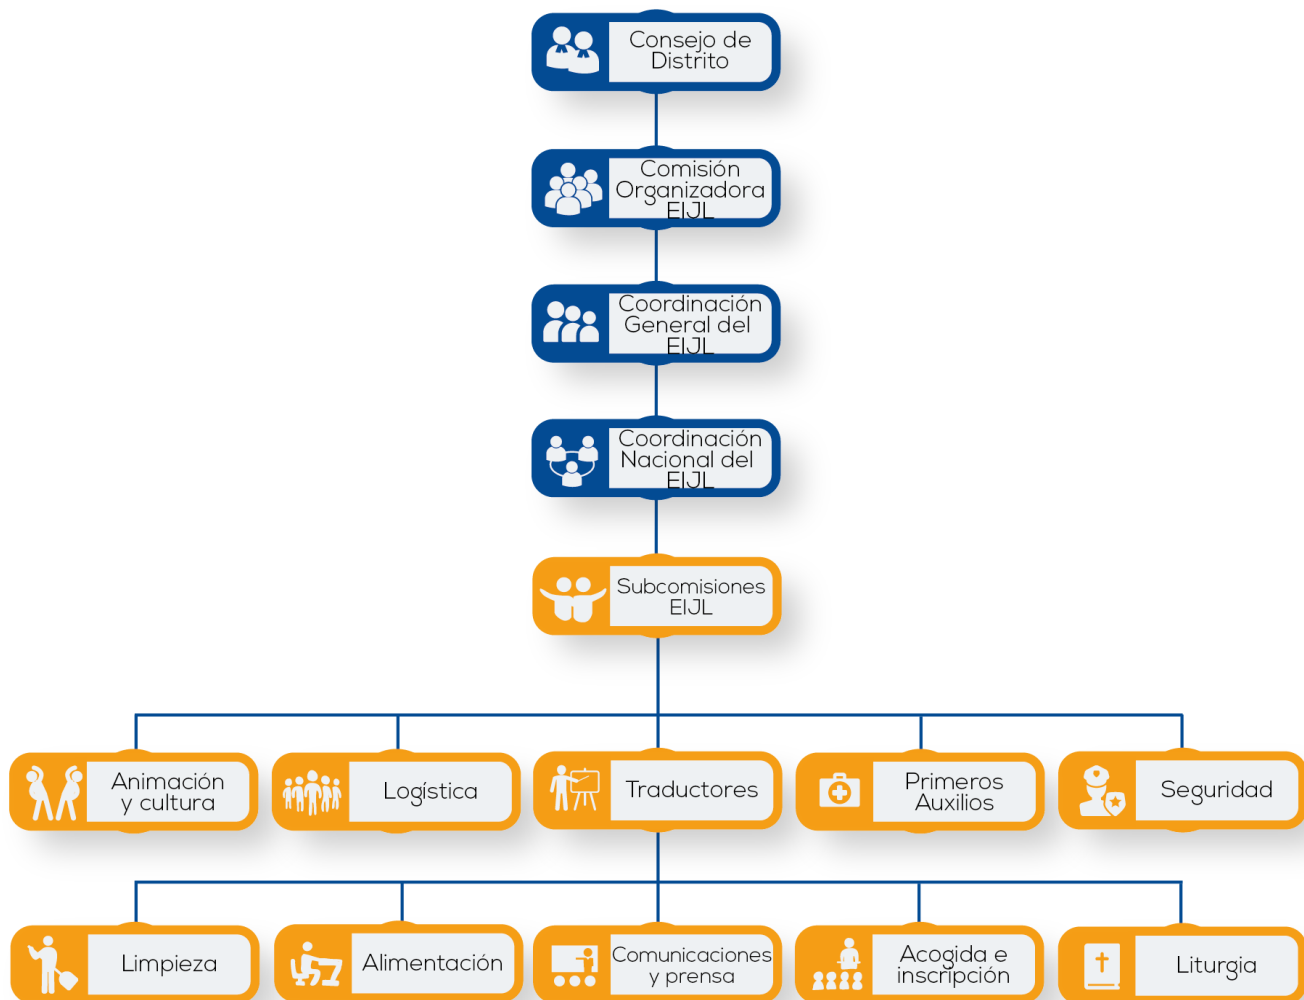 Consejo de
Distrito
Comisión
Organizadora
EIJL
Coordinación
General del
EIJL
Coordinación
Nacional del
EIJL
Subcomisiones
EIJL
Animación
y cultura
Logística
Traductores
Primeros
Auxilios
Seguridad
Limpieza
Alimentación
Comunicaciones
y prensa
Acogida e
inscripción
Liturgia